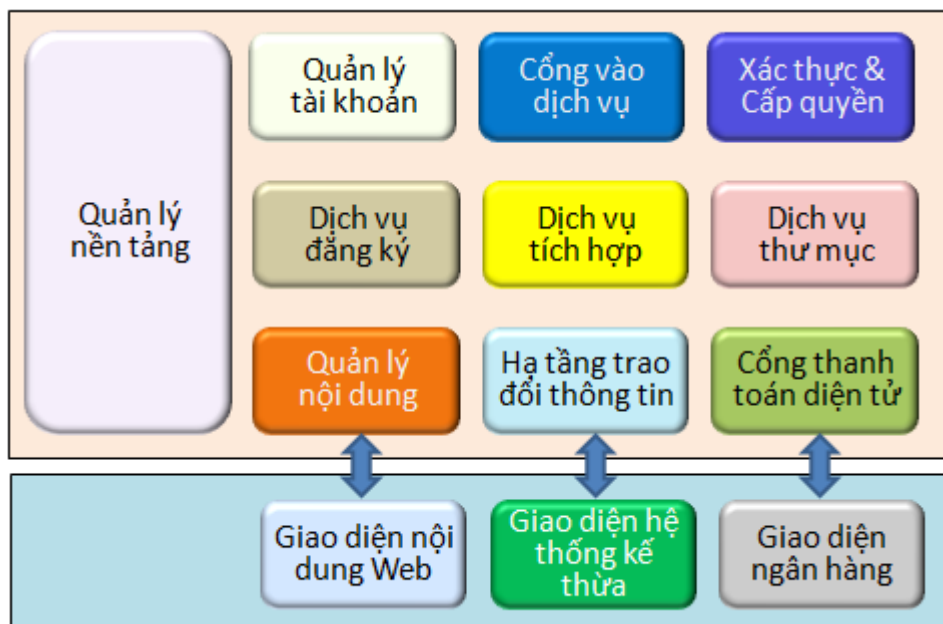 Quản lý
nền tảng
Quản lý
tài khoản
Cổng vào
dịch vụ
Xác thực &
Cấp quyền
Dịch vụ
đăng ký
Dịch vụ
tích hợp
Dịch vụ
thư mục
Quản lý
nội dung
Hạ tầng trao
đổi thông tin
Cổng thanh
toán diện tử
Giao diện nội
dung Web
Giao diện hệ
thống kế
thừa
Giao diện
ngân hàng